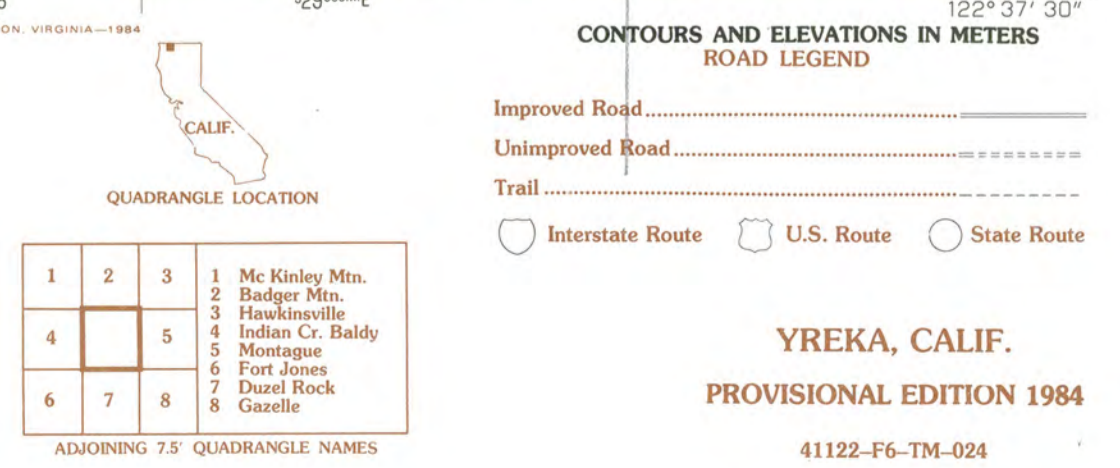 122° 37' 30"
ON, VIRGINIA—1984
CALIF.
QUADRANGLE LOCATION
1 2 3
4 5
6 7 8
1 Mc Kinley Mtn.
2 Badger Mtn.
3 Hawkinsville
4 Indian Cr. Baldy
5 Montague
6 Fort Jones
7 Duzel Rock
8 Gazelle
ADJOINING 7.5' QUADRANGLE NAMES
CONTOURS AND ELEVATIONS IN METERS
ROAD LEGEND
Improved Road
Unimproved Road
Trail
Interstate Route U.S. Route State Route
YREKA, CALIF.
PROVISIONAL EDITION 1984
41122–F6–TM–024